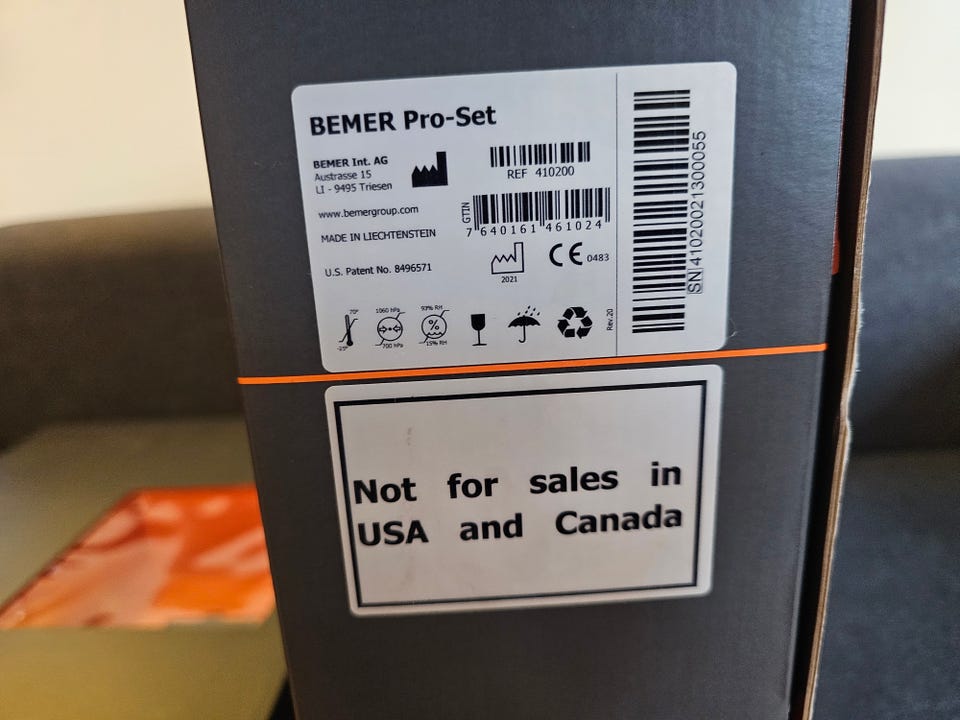 BEMER Pro-Set
BEMER Int. AG
Austrasse 15
LI - 9495 Triesen
www.bemergroup.com
MADE IN LIECHTENSTEIN
U.S. Patent No. 8496571
REF 410200
GTIN
7 640161 461024
2021
CE 0483
70°
-25°
1060 hPa
700 hPa
93% RH
%
15% RH
Rev.20
SN 41020021300055
Not for sales in
USA and Canada